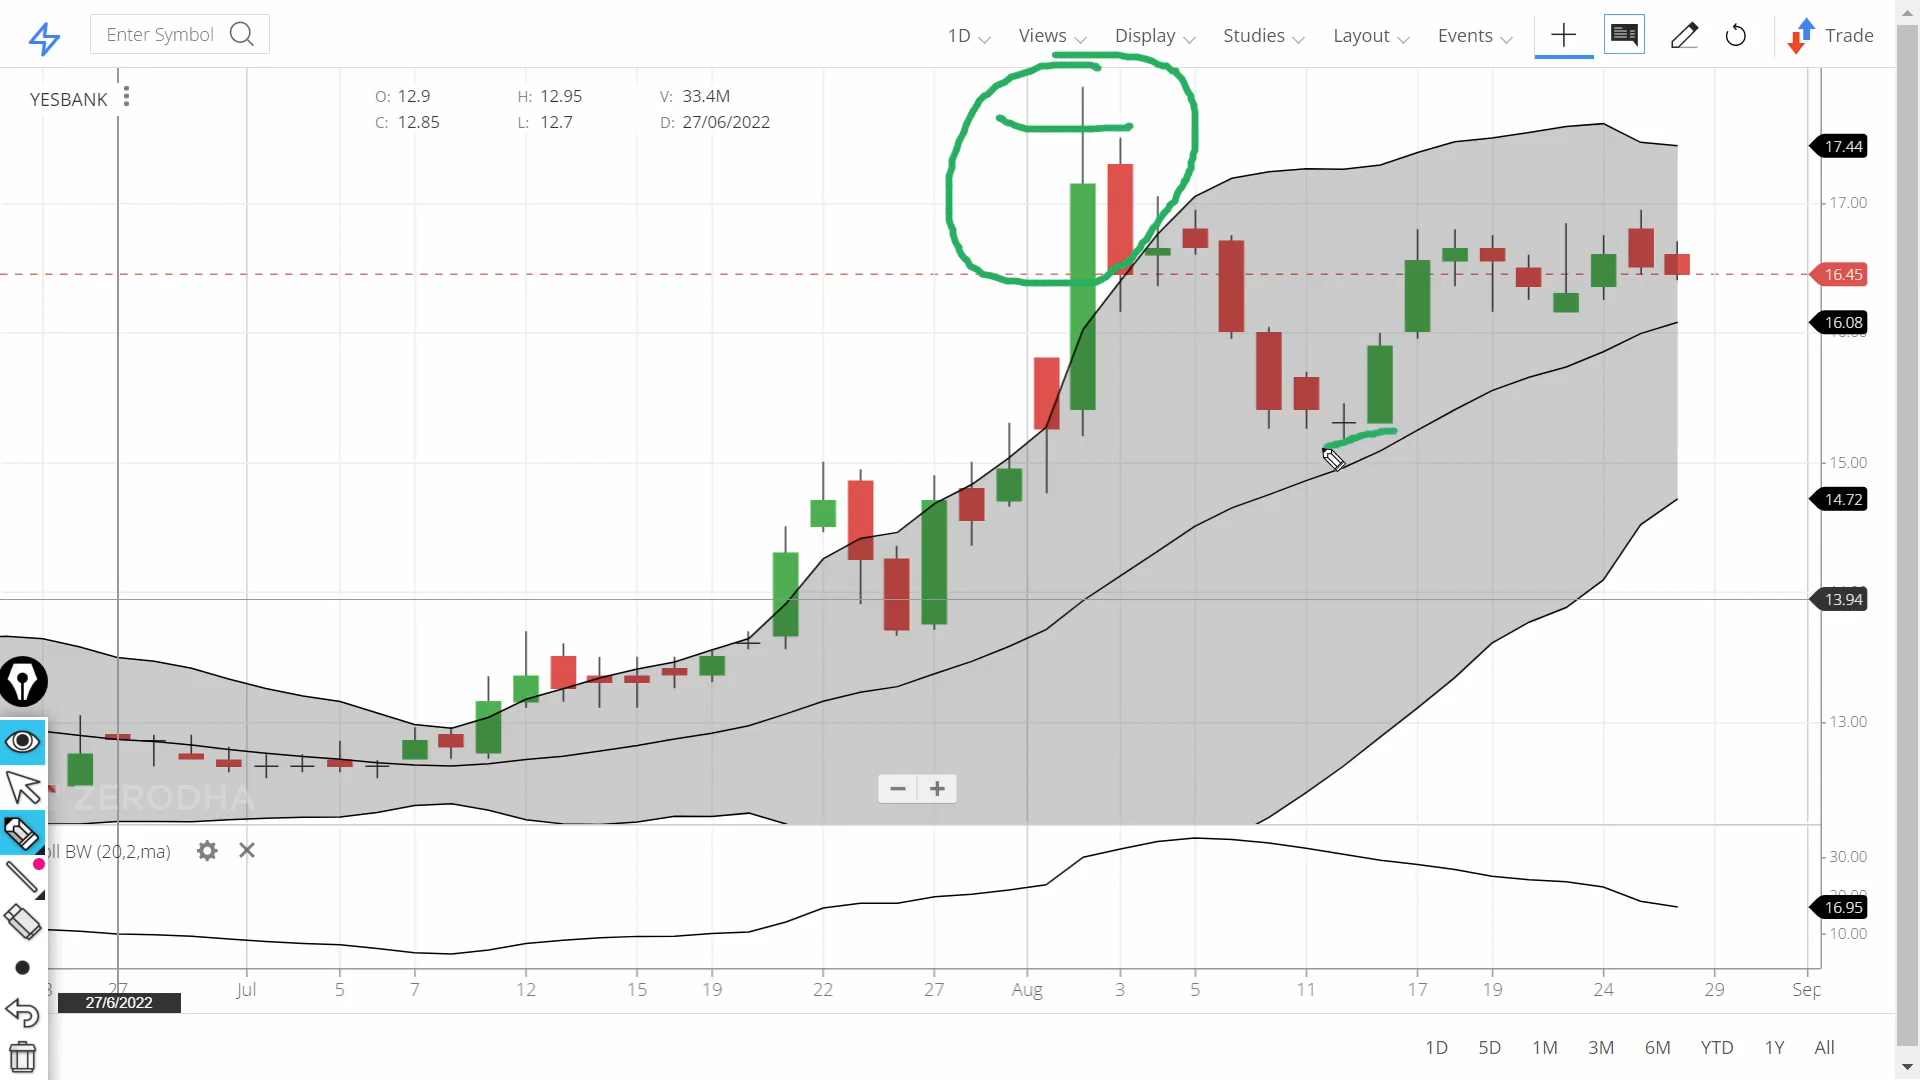 Enter Symbol 1D Views Display Studies Layout Events Trade
YESBANK O: 12.9 H: 12.95 V: 33.4M
C: 12.85 L: 12.7 D: 27/06/2022
17.44
17.00
16.45
16.08
15.00
14.72
13.94
13.00
ZERODHA
BW (20,2,ma)
30.00
16.95
10.00
27 Jul 5 7 12 15 19 22 27 Aug 3 5 11 17 19 24 29 Sep
27/6/2022
1D 5D 1M 3M 6M YTD 1Y All